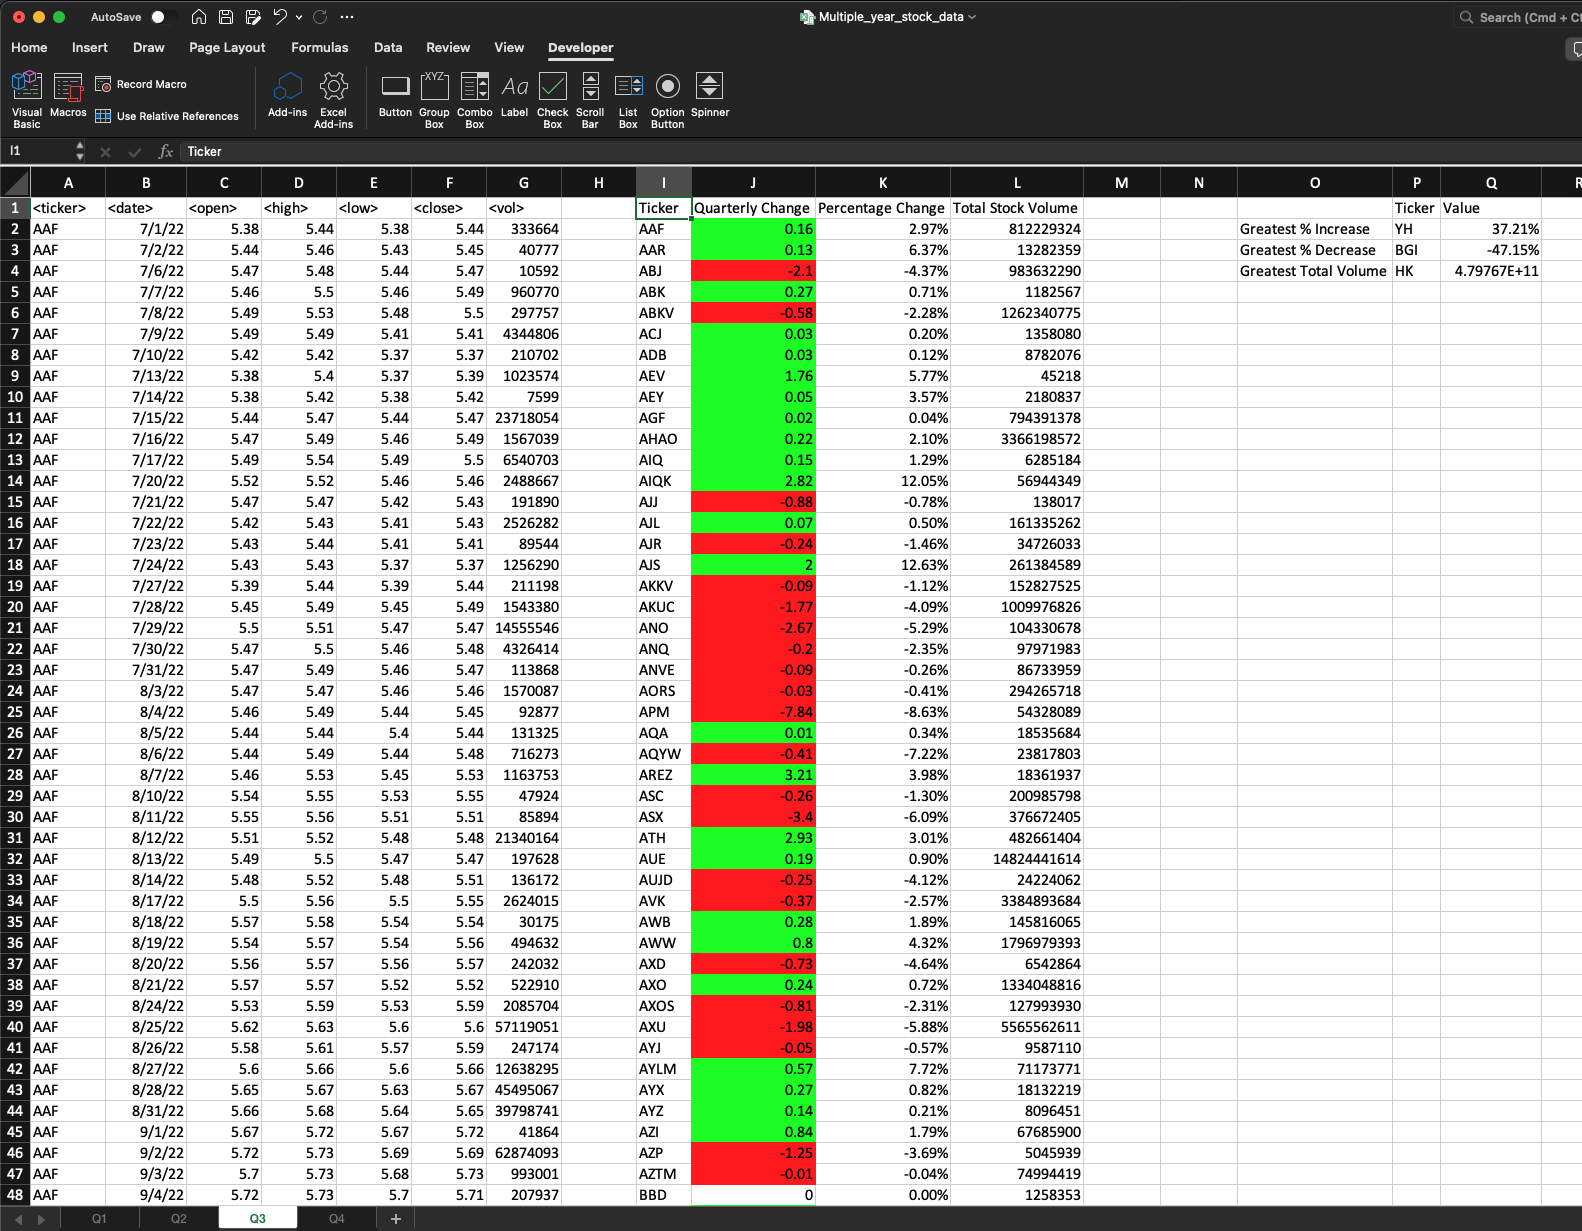 AutoSave
Multiple_year_stock_data
Search (Cmd + Ct
Home Insert Draw Page Layout Formulas Data Review View Developer
Visual Basic
Macros
Record Macro
Use Relative References
Add-ins
Excel Add-ins
Button
Group Box
Combo Box
Label
Check Box
Scroll Bar
List Box
Option Button
Spinner
I1 fx Ticker
A B C D E F G H I J K L M N O P Q R
1 <ticker> <date> <open> <high> <low> <close> <vol> Ticker Quarterly Change Percentage Change Total Stock Volume Ticker Value
2 AAF 7/1/22 5.38 5.44 5.38 5.44 333664 AAF 0.16 2.97% 812229324 Greatest % Increase YH 37.21%
3 AAF 7/2/22 5.44 5.46 5.43 5.45 40777 AAR 0.13 6.37% 13282359 Greatest % Decrease BGI -47.15%
4 AAF 7/6/22 5.47 5.48 5.44 5.47 10592 ABJ -2.1 -4.37% 983632290 Greatest Total Volume HK 4.79767E+11
5 AAF 7/7/22 5.46 5.5 5.46 5.49 960770 ABK 0.27 0.71% 1182567
6 AAF 7/8/22 5.49 5.53 5.48 5.5 297757 ABKV -0.58 -2.28% 1262340775
7 AAF 7/9/22 5.49 5.49 5.41 5.41 4344806 ACJ 0.03 0.20% 1358080
8 AAF 7/10/22 5.42 5.42 5.37 5.37 210702 ADB 0.03 0.12% 8782076
9 AAF 7/13/22 5.38 5.4 5.37 5.39 1023574 AEV 1.76 5.77% 45218
10 AAF 7/14/22 5.38 5.42 5.38 5.42 7599 AEY 0.05 3.57% 2180837
11 AAF 7/15/22 5.44 5.47 5.44 5.47 23718054 AGF 0.02 0.04% 794391378
12 AAF 7/16/22 5.47 5.49 5.46 5.49 1567039 AHAO 0.22 2.10% 3366198572
13 AAF 7/17/22 5.49 5.54 5.49 5.5 6540703 AIQ 0.15 1.29% 6285184
14 AAF 7/20/22 5.52 5.52 5.46 5.46 2488667 AIQK 2.82 12.05% 56944349
15 AAF 7/21/22 5.47 5.47 5.42 5.43 191890 AJJ -0.88 -0.78% 138017
16 AAF 7/22/22 5.42 5.43 5.41 5.43 2526282 AJL 0.07 0.50% 161335262
17 AAF 7/23/22 5.43 5.44 5.41 5.41 89544 AJR -0.24 -1.46% 34726033
18 AAF 7/24/22 5.43 5.43 5.37 5.37 1256290 AJS 2 12.63% 261384589
19 AAF 7/27/22 5.39 5.44 5.39 5.44 211198 AKKV -0.09 -1.12% 152827525
20 AAF 7/28/22 5.45 5.49 5.45 5.49 1543380 AKUC -1.77 -4.09% 1009976826
21 AAF 7/29/22 5.5 5.51 5.47 5.47 14555546 ANO -2.67 -5.29% 104330678
22 AAF 7/30/22 5.47 5.5 5.46 5.48 4326414 ANQ -0.2 -2.35% 97971983
23 AAF 7/31/22 5.47 5.49 5.46 5.47 113868 ANVE -0.09 -0.26% 86733959
24 AAF 8/3/22 5.47 5.47 5.46 5.46 1570087 AORS -0.03 -0.41% 294265718
25 AAF 8/4/22 5.46 5.49 5.44 5.45 92877 APM -7.84 -8.63% 54328089
26 AAF 8/5/22 5.44 5.44 5.4 5.44 131325 AQA 0.01 0.34% 18535684
27 AAF 8/6/22 5.44 5.49 5.44 5.48 716273 AQYW -0.41 -7.22% 23817803
28 AAF 8/7/22 5.46 5.53 5.45 5.53 1163753 AREZ 3.21 3.98% 18361937
29 AAF 8/10/22 5.54 5.55 5.53 5.55 47924 ASC -0.26 -1.30% 200985798
30 AAF 8/11/22 5.55 5.56 5.51 5.51 85894 ASX -3.4 -6.09% 376672405
31 AAF 8/12/22 5.51 5.52 5.48 5.48 21340164 ATH 2.93 3.01% 482661404
32 AAF 8/13/22 5.49 5.5 5.47 5.47 197628 AUE 0.19 0.90% 14824441614
33 AAF 8/14/22 5.48 5.52 5.48 5.51 136172 AUJD -0.25 -4.12% 24224062
34 AAF 8/17/22 5.5 5.56 5.5 5.55 2624015 AVK -0.37 -2.57% 3384893684
35 AAF 8/18/22 5.57 5.58 5.54 5.54 30175 AWB 0.28 1.89% 145816065
36 AAF 8/19/22 5.54 5.57 5.54 5.56 494632 AWW 0.8 4.32% 1796979393
37 AAF 8/20/22 5.56 5.57 5.56 5.57 242032 AXD -0.73 -4.64% 6542864
38 AAF 8/21/22 5.57 5.57 5.52 5.52 522910 AXO 0.24 0.72% 1334048816
39 AAF 8/24/22 5.53 5.59 5.53 5.59 2085704 AXOS -0.81 -2.31% 127993930
40 AAF 8/25/22 5.62 5.63 5.6 5.6 57119051 AXU -1.98 -5.88% 5565562611
41 AAF 8/26/22 5.58 5.61 5.57 5.59 247174 AYJ -0.05 -0.57% 9587110
42 AAF 8/27/22 5.6 5.66 5.6 5.66 12638295 AYLM 0.57 7.72% 71173771
43 AAF 8/28/22 5.65 5.67 5.63 5.67 45495067 AYX 0.27 0.82% 18132219
44 AAF 8/31/22 5.66 5.68 5.64 5.65 39798741 AYZ 0.14 0.21% 8096451
45 AAF 9/1/22 5.67 5.72 5.67 5.72 41864 AZI 0.84 1.79% 67685900
46 AAF 9/2/22 5.72 5.73 5.69 5.69 62874093 AZP -1.25 -3.69% 5045939
47 AAF 9/3/22 5.7 5.73 5.68 5.73 993001 AZTM -0.01 -0.04% 74994419
48 AAF 9/4/22 5.72 5.73 5.7 5.71 207937 BBD 0 0.00% 1258353
Q1 Q2 Q3 Q4 +